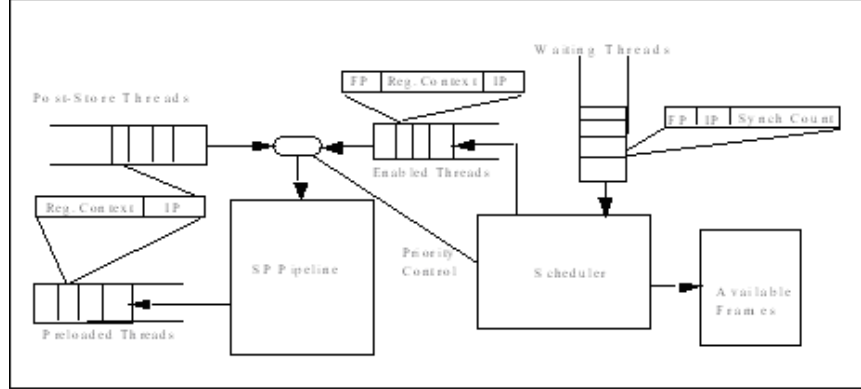 Waiting Threads
FP Reg. Context IP
Post-Store Threads
FP IP Synch Count
Enabled Threads
Reg. Context IP
SP Pipeline
Priority
Control
Scheduler
Available
Frames
Preloaded Threads